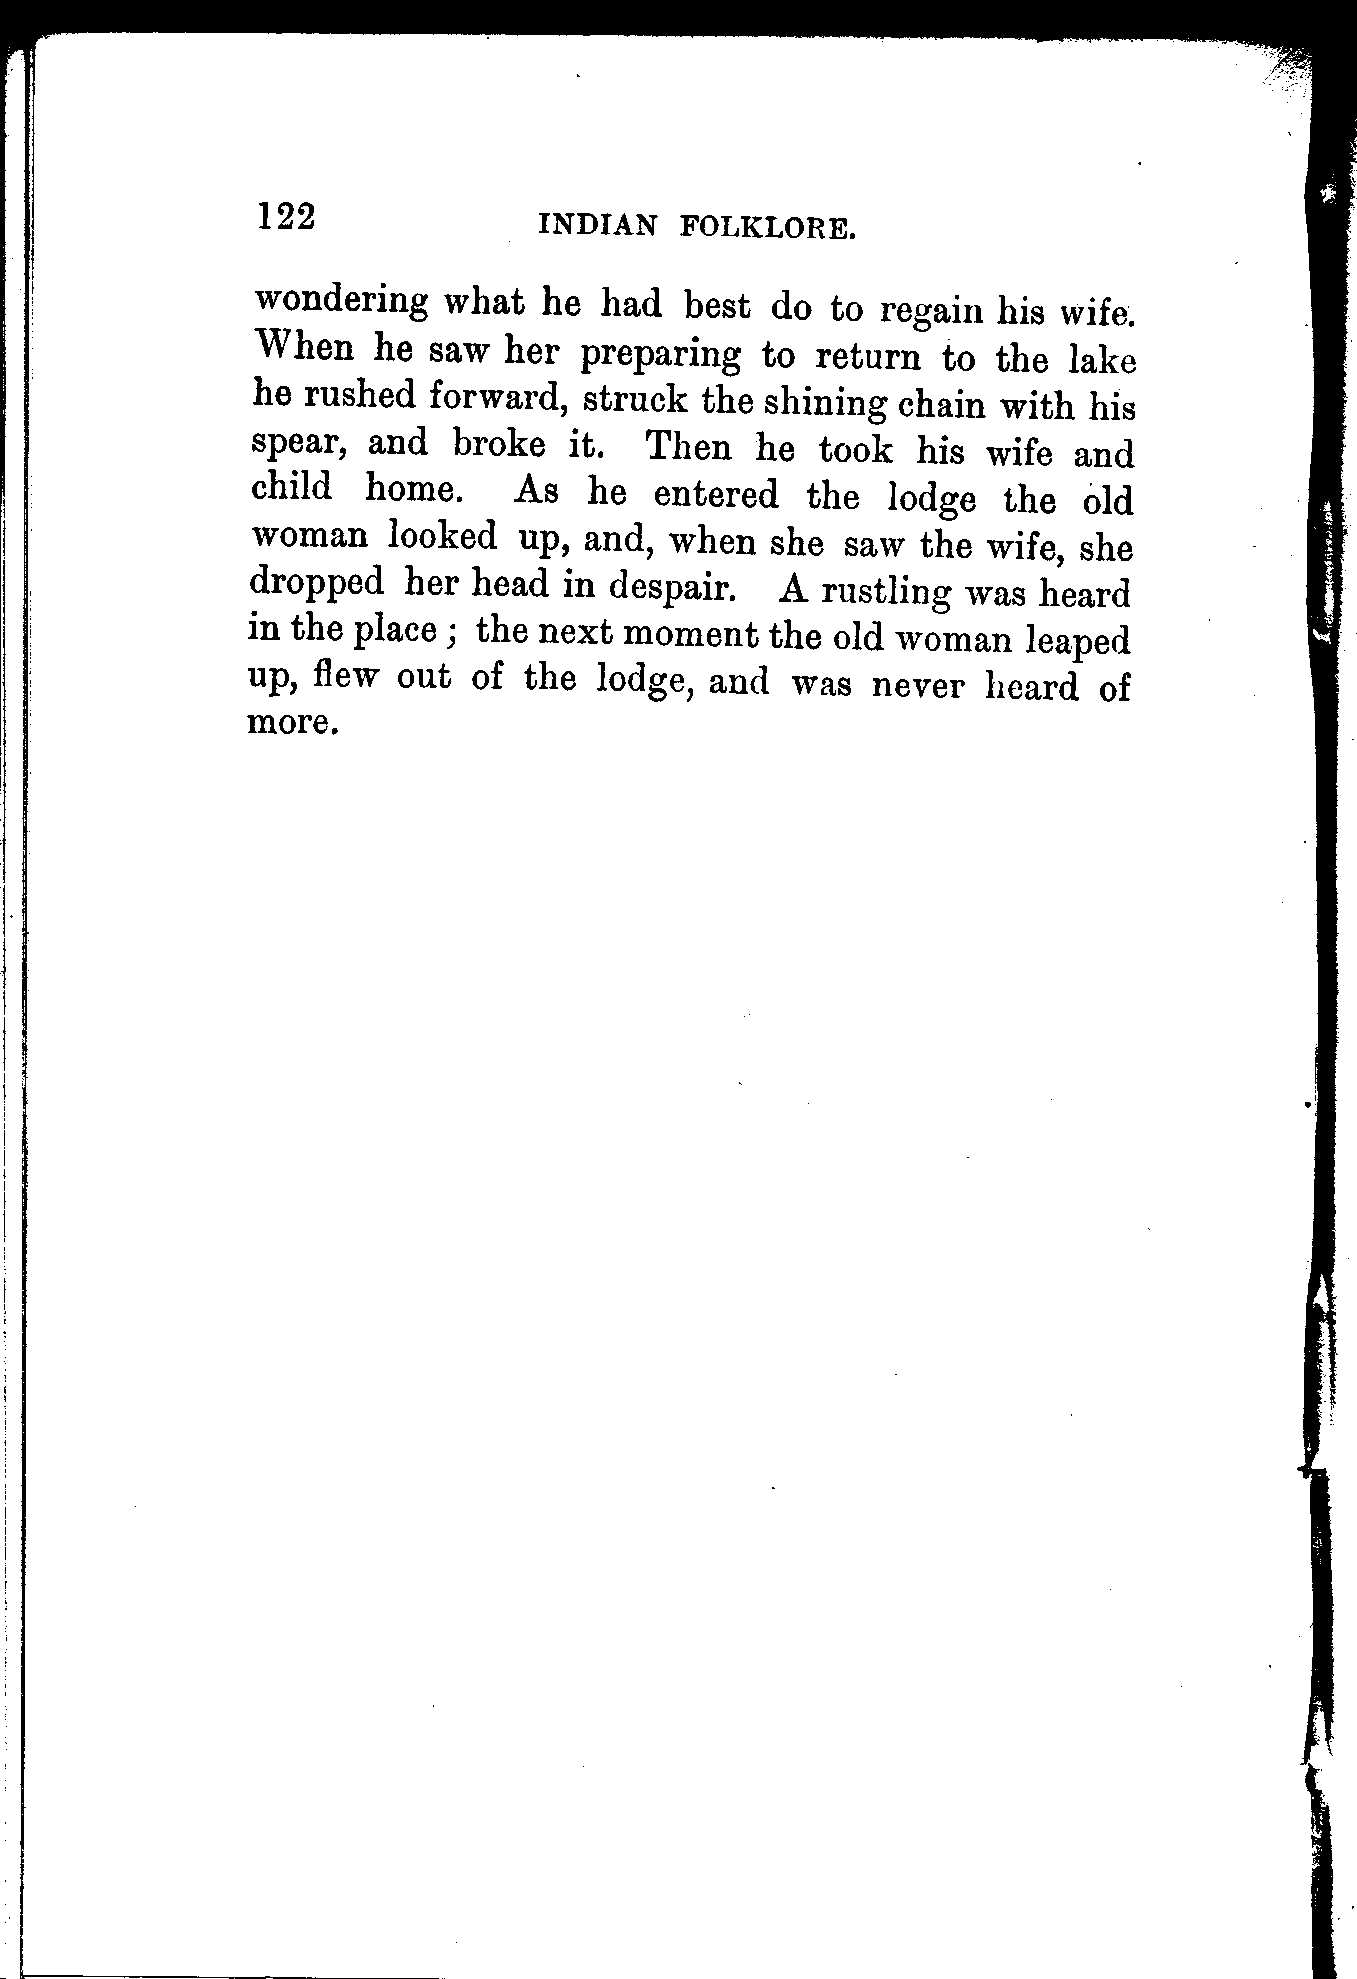 122 INDIAN FOLKLORE.
wondering what he had best do to regain his wife.
When he saw her preparing to return to the lake
he rushed forward, struck the shining chain with his
spear, and broke it. Then he took his wife and
child home. As he entered the lodge the old
woman looked up, and, when she saw the wife, she
dropped her head in despair. A rustling was heard
in the place ; the next moment the old woman leaped
up, flew out of the lodge, and was never heard of
more.